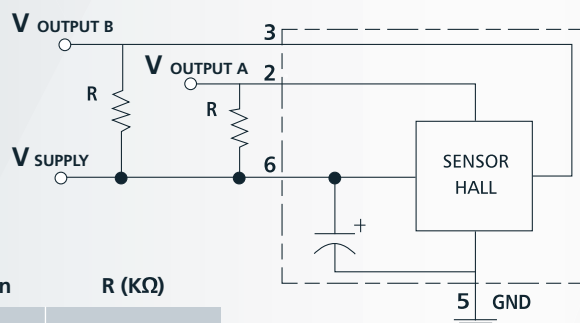 V OUTPUT B
3
V OUTPUT A
2
R
R
V SUPPLY
6
SENSOR
HALL
+
n
R (KΩ)
5 GND